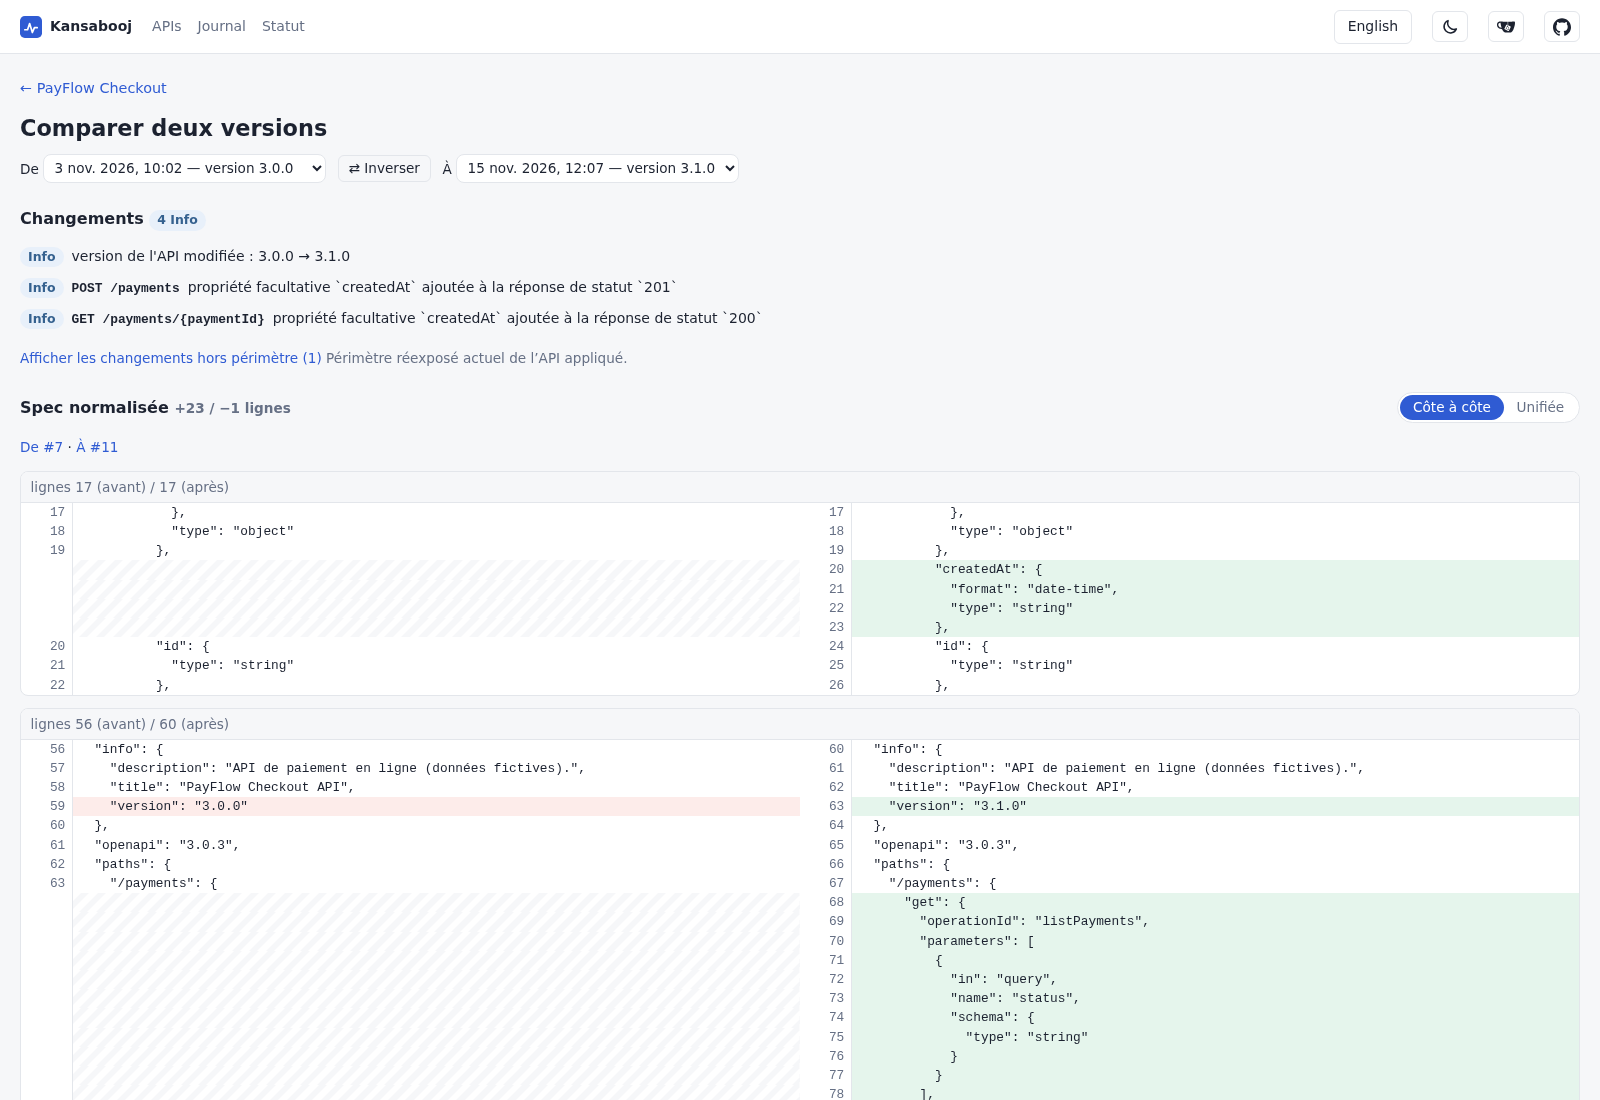 Kansabooj APIs Journal Statut English
← PayFlow Checkout
Comparer deux versions
De 3 nov. 2026, 10:02 — version 3.0.0 ⇄ Inverser À 15 nov. 2026, 12:07 — version 3.1.0
Changements 4 Info
Info version de l'API modifiée : 3.0.0 → 3.1.0
Info POST /payments propriété facultative `createdAt` ajoutée à la réponse de statut `201`
Info GET /payments/{paymentId} propriété facultative `createdAt` ajoutée à la réponse de statut `200`
Afficher les changements hors périmètre (1) Périmètre réexposé actuel de l’API appliqué.
Spec normalisée +23 / −1 lignes Côte à côte Unifiée
De #7 · À #11
lignes 17 (avant) / 17 (après)
17 }, 17 },
18 "type": "object" 18 "type": "object"
19 }, 19 },
20 "createdAt": {
21 "format": "date-time",
22 "type": "string"
23 },
20 "id": { 24 "id": {
21 "type": "string" 25 "type": "string"
22 }, 26 },
lignes 56 (avant) / 60 (après)
56 "info": { 60 "info": {
57 "description": "API de paiement en ligne (données fictives).", 61 "description": "API de paiement en ligne (données fictives).",
58 "title": "PayFlow Checkout API", 62 "title": "PayFlow Checkout API",
59 "version": "3.0.0" 63 "version": "3.1.0"
60 }, 64 },
61 "openapi": "3.0.3", 65 "openapi": "3.0.3",
62 "paths": { 66 "paths": {
63 "/payments": { 67 "/payments": {
68 "get": {
69 "operationId": "listPayments",
70 "parameters": [
71 {
72 "in": "query",
73 "name": "status",
74 "schema": {
75 "type": "string"
76 }
77 }
78 ],